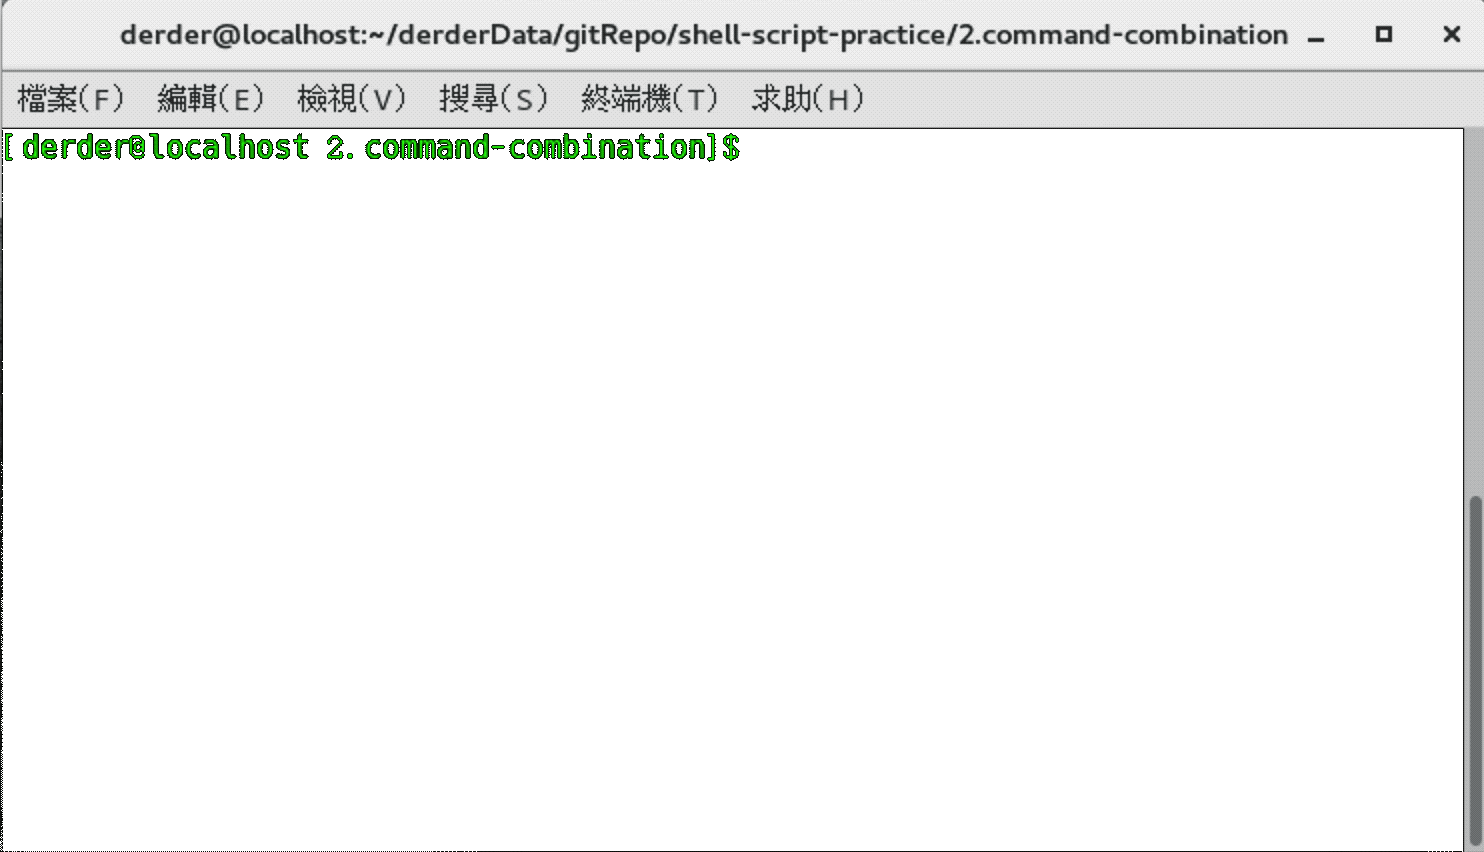 derder@localhost:~/derderData/gitRepo/shell-script-practice/2.command-combination
檔案(F) 編輯(E) 檢視(V) 搜尋(S) 終端機(T) 求助(H)
[derder@localhost 2.command-combination]$